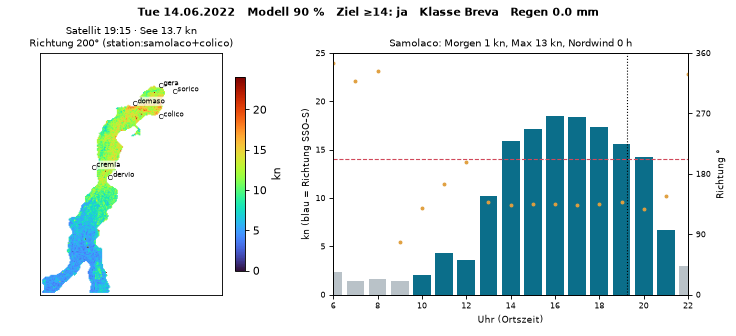 Tue 14.06.2022   Modell 90 %   Ziel ≥14: ja   Klasse Breva   Regen 0.0 mm
Satellit 19:15 · See 13.7 kn
Richtung 200° (station:samolaco+colico)
gera
sorico
domaso
colico
cremia
dervio
20
15
10
5
0
kn
Samolaco: Morgen 1 kn, Max 13 kn, Nordwind 0 h
25
20
15
10
5
0
kn (blau = Richtung SSO–S)
360
270
180
90
0
Richtung °
6 8 10 12 14 16 18 20 22
Uhr (Ortszeit)